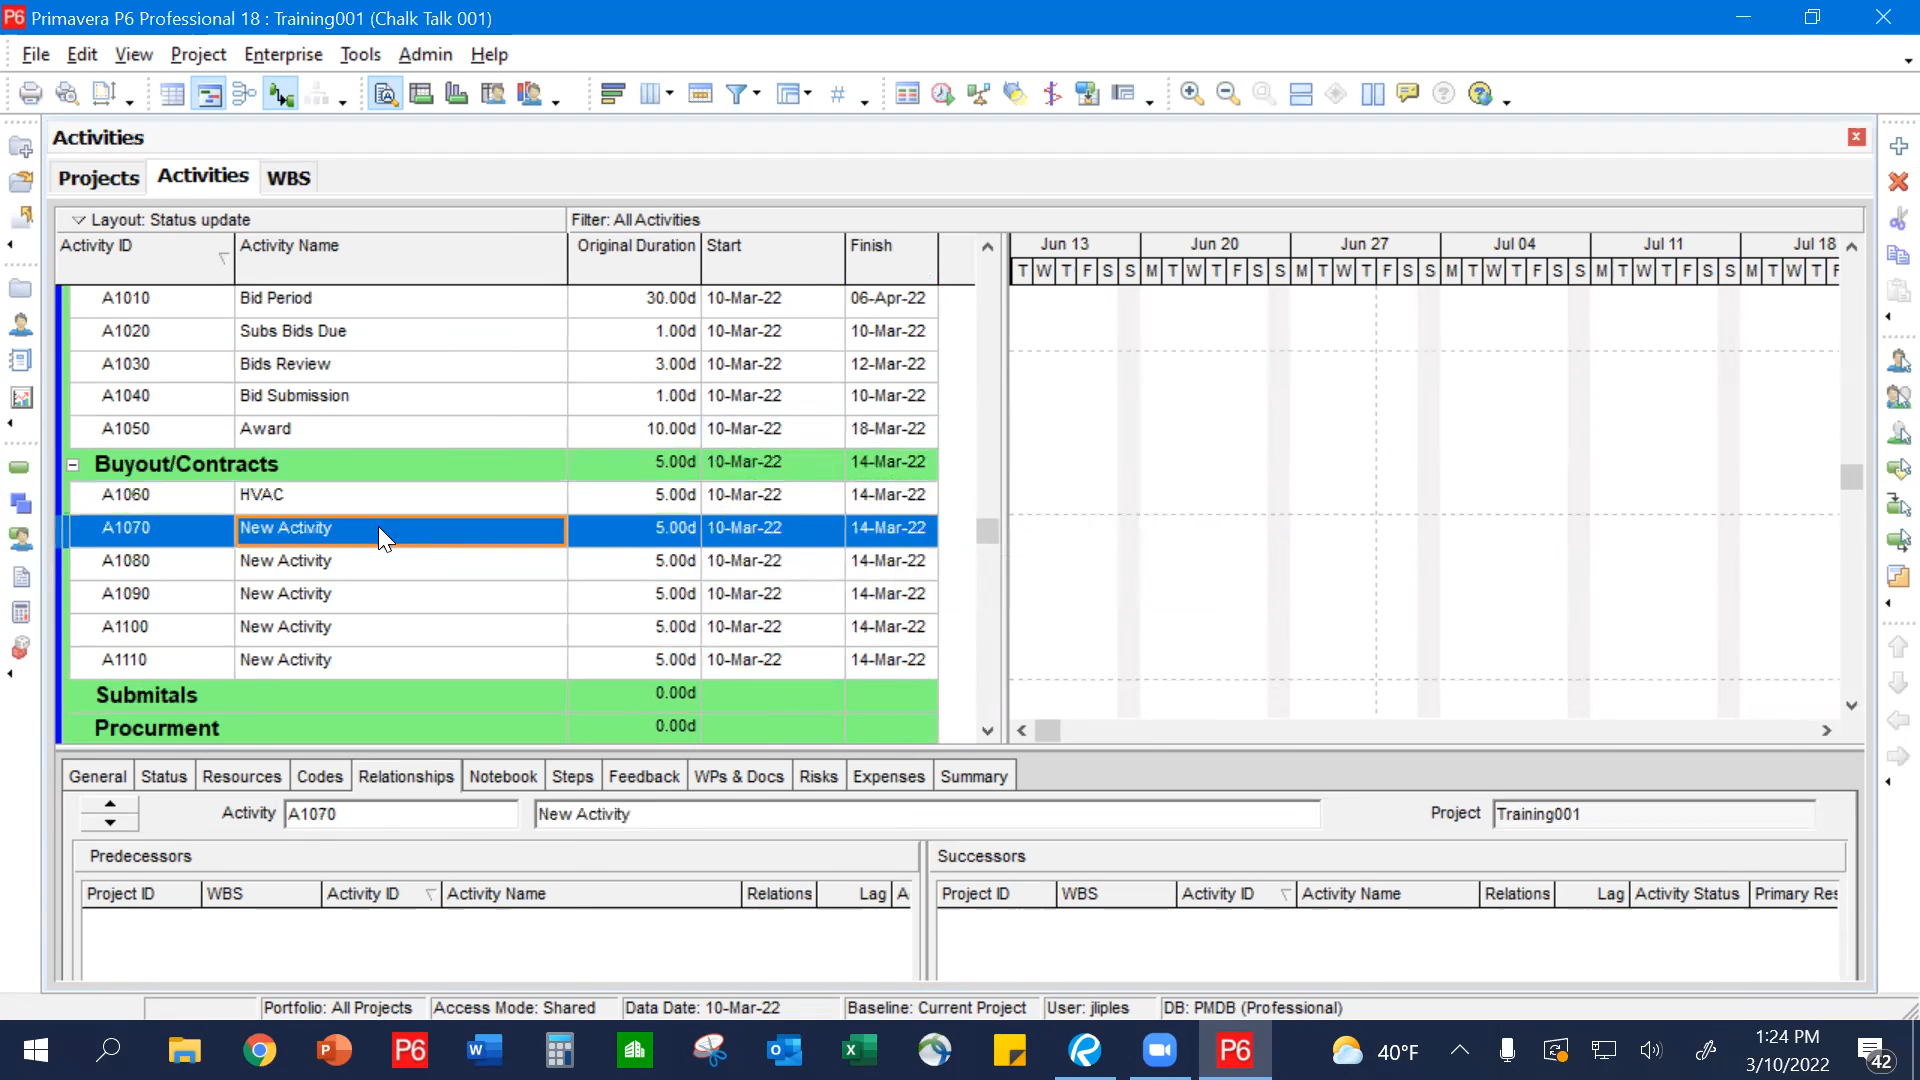 P6 Primavera P6 Professional 18 : Training001 (Chalk Talk 001)
File Edit View Project Enterprise Tools Admin Help
Activities
Projects Activities WBS
Layout: Status update Filter: All Activities
Activity ID Activity Name Original Duration Start Finish
Jun 13 Jun 20 Jun 27 Jul 04 Jul 11 Jul 18
T W T F S S M T W T F S S M T W T F S S M T W T F S S M T W T F S S M T W T F
A1010 Bid Period 30.00d 10-Mar-22 06-Apr-22
A1020 Subs Bids Due 1.00d 10-Mar-22 10-Mar-22
A1030 Bids Review 3.00d 10-Mar-22 12-Mar-22
A1040 Bid Submission 1.00d 10-Mar-22 10-Mar-22
A1050 Award 10.00d 10-Mar-22 18-Mar-22
Buyout/Contracts 5.00d 10-Mar-22 14-Mar-22
A1060 HVAC 5.00d 10-Mar-22 14-Mar-22
A1070 New Activity 5.00d 10-Mar-22 14-Mar-22
A1080 New Activity 5.00d 10-Mar-22 14-Mar-22
A1090 New Activity 5.00d 10-Mar-22 14-Mar-22
A1100 New Activity 5.00d 10-Mar-22 14-Mar-22
A1110 New Activity 5.00d 10-Mar-22 14-Mar-22
Submitals 0.00d
Procurment 0.00d
General Status Resources Codes Relationships Notebook Steps Feedback WPs & Docs Risks Expenses Summary
Activity A1070 New Activity Project Training001
Predecessors Successors
Project ID WBS Activity ID Activity Name Relations Lag A
Project ID WBS Activity ID Activity Name Relations Lag Activity Status Primary Res
Portfolio: All Projects Access Mode: Shared Data Date: 10-Mar-22 Baseline: Current Project User: jliples DB: PMDB (Professional)
P6 P6 40°F 1:24 PM
3/10/2022 42